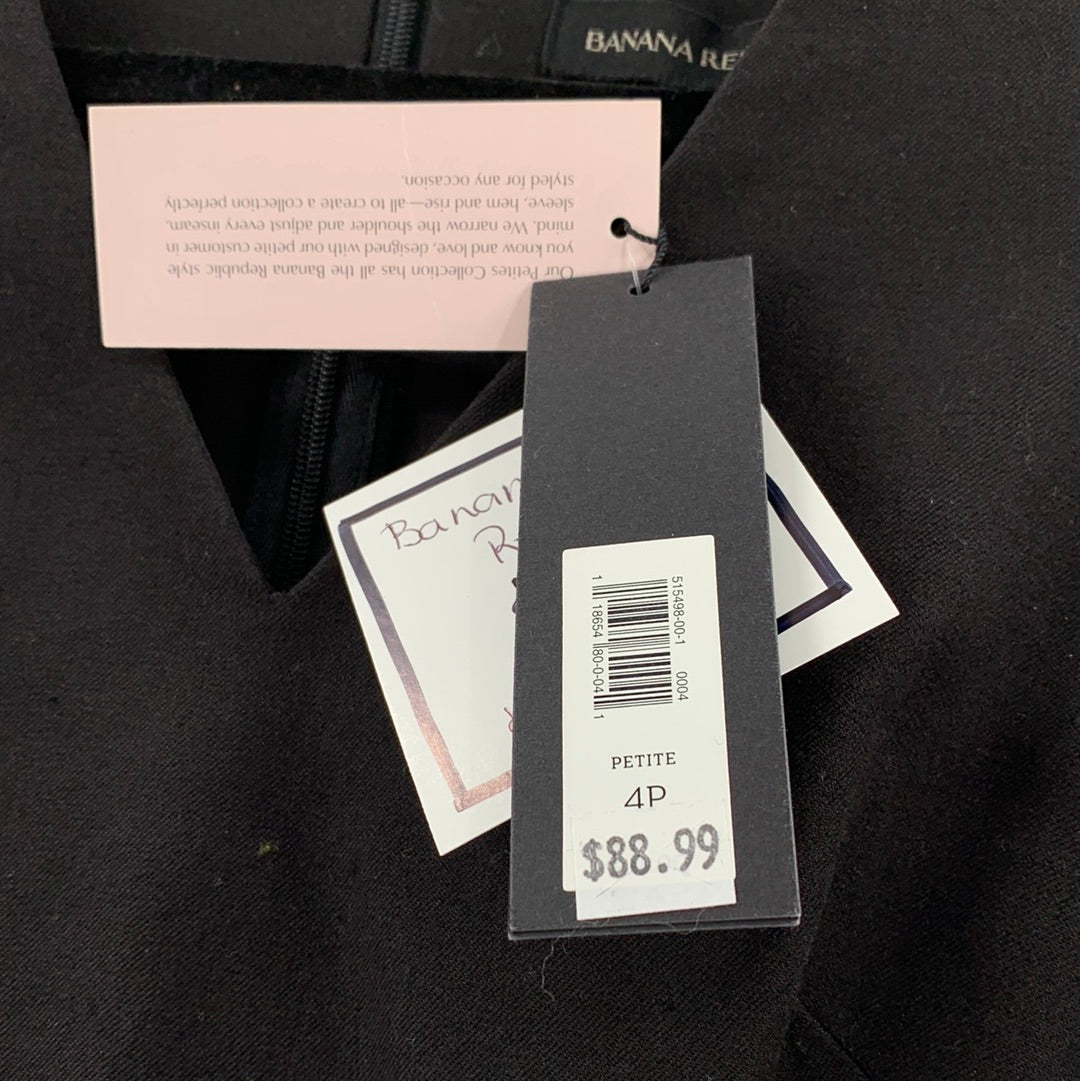 BANANA RE
Our Petites Collection has all the Banana Republic style
you know and love, designed with our petite customer in
mind. We narrow the shoulder and adjust every inseam,
sleeve, hem and rise—all to create a collection perfectly
styled for any occasion.
Banan
R
515498-00-1 0004
1 18654 80-0-04 1
PETITE
4P
$88.99